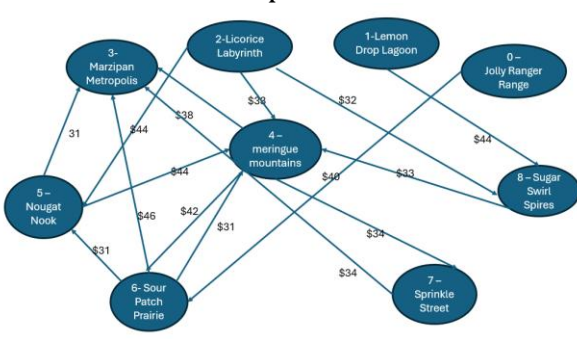 3-
Marzipan
Metropolis
2-Licorice
Labyrinth
1-Lemon
Drop Lagoon
0 –
Jolly Ranger
Range
31
$44
$38
$33
$32
$44
4 –
meringue
mountains
$44
$40
$33
5 –
Nougat
Nook
8 – Sugar
Swirl
Spires
$46
$42
$31
$34
$31
$34
6- Sour
Patch
Prairie
7 –
Sprinkle
Street